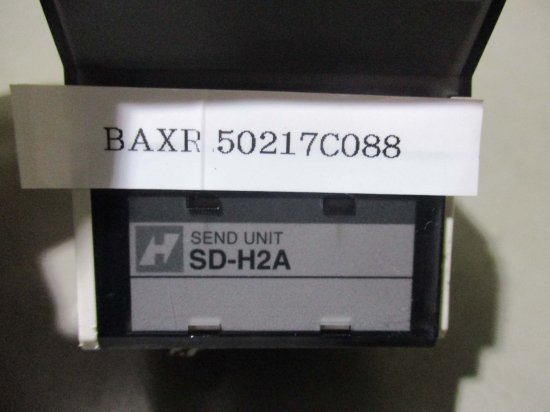 BAXR 50217C088
H
SEND UNIT
SD-H2A